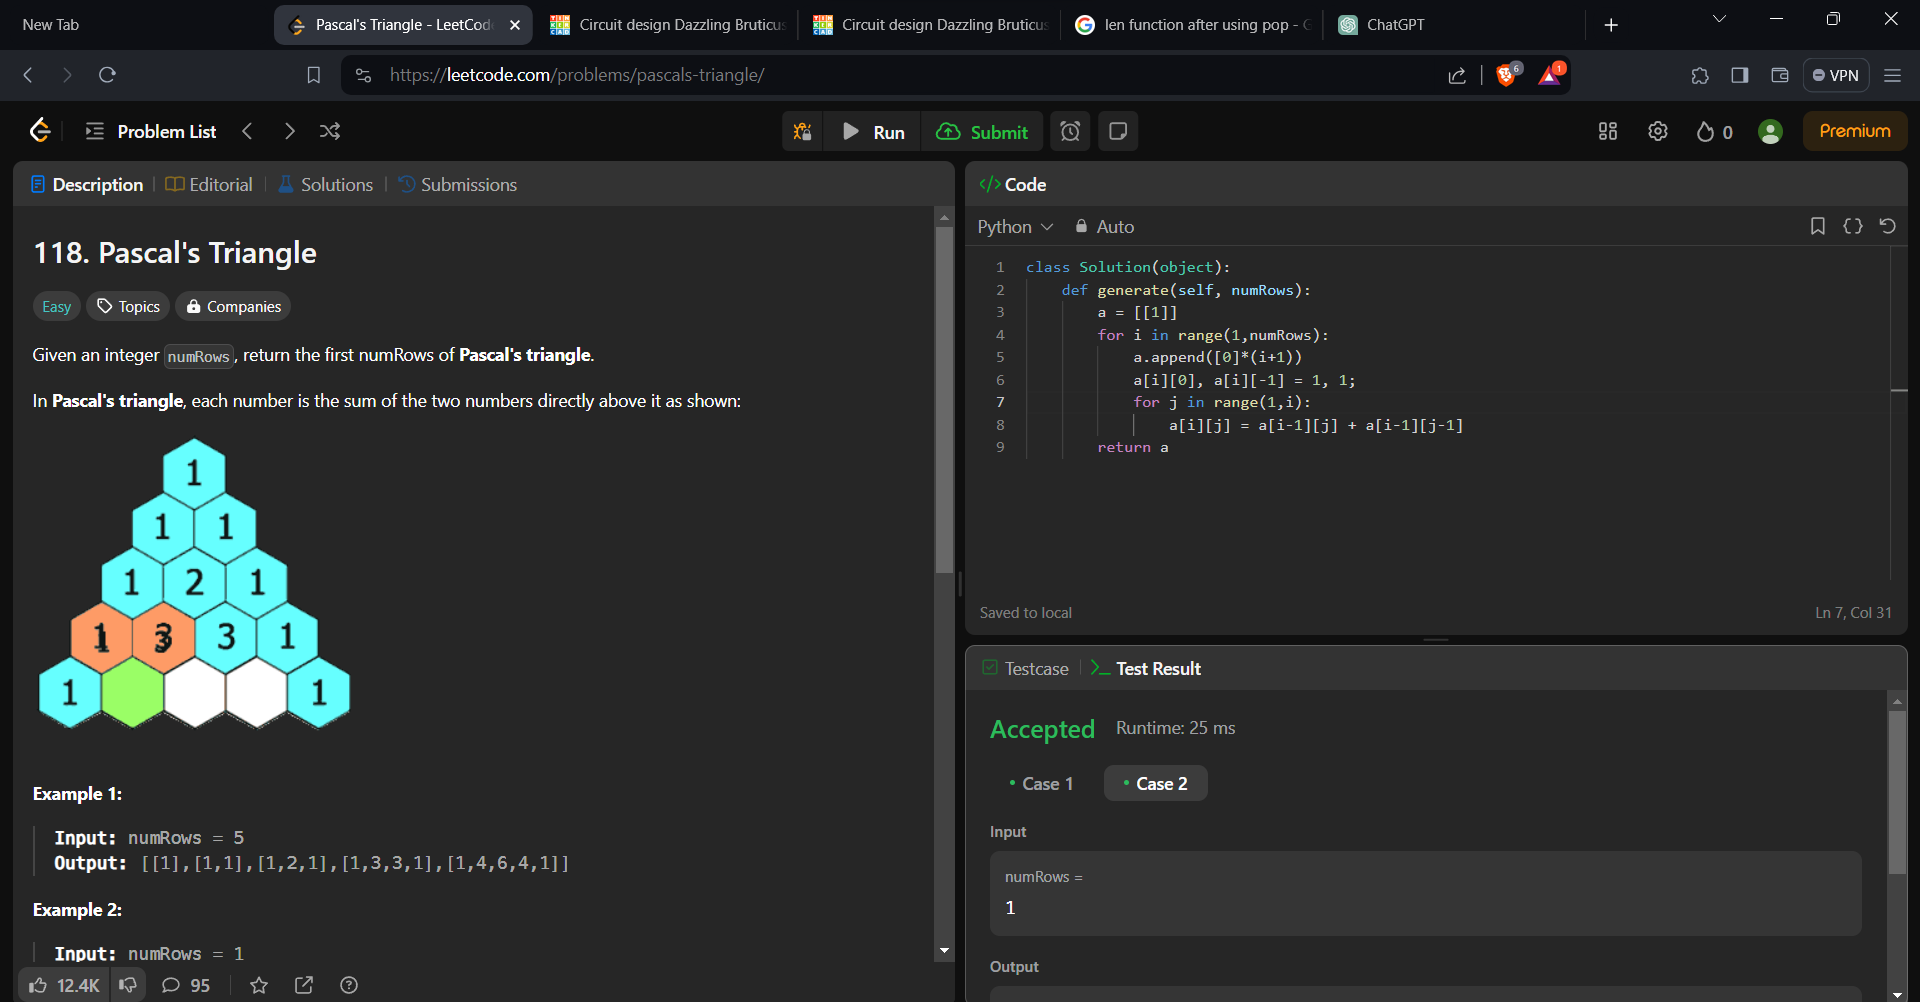 New Tab
Pascal's Triangle - LeetCode
Circuit design Dazzling Bruticus
Circuit design Dazzling Bruticus
len function after using pop - G
ChatGPT
https://leetcode.com/problems/pascals-triangle/
6
1
VPN
Problem List
Run
Submit
0
Premium
Description
Editorial
Solutions
Submissions
118. Pascal's Triangle
Easy
Topics
Companies
Given an integer numRows, return the first numRows of Pascal's triangle.
In Pascal's triangle, each number is the sum of the two numbers directly above it as shown:
1
1 1
1 2 1
1 3 3 1
1 1
Example 1:
Input: numRows = 5
Output: [[1],[1,1],[1,2,1],[1,3,3,1],[1,4,6,4,1]]
Example 2:
Input: numRows = 1
12.4K
95
</> Code
Python
Auto
1 class Solution(object):
2 def generate(self, numRows):
3 a = [[1]]
4 for i in range(1,numRows):
5 a.append([0]*(i+1))
6 a[i][0], a[i][-1] = 1, 1;
7 for j in range(1,i):
8 a[i][j] = a[i-1][j] + a[i-1][j-1]
9 return a
Saved to local
Ln 7, Col 31
Testcase
Test Result
Accepted
Runtime: 25 ms
Case 1
Case 2
Input
numRows =
1
Output